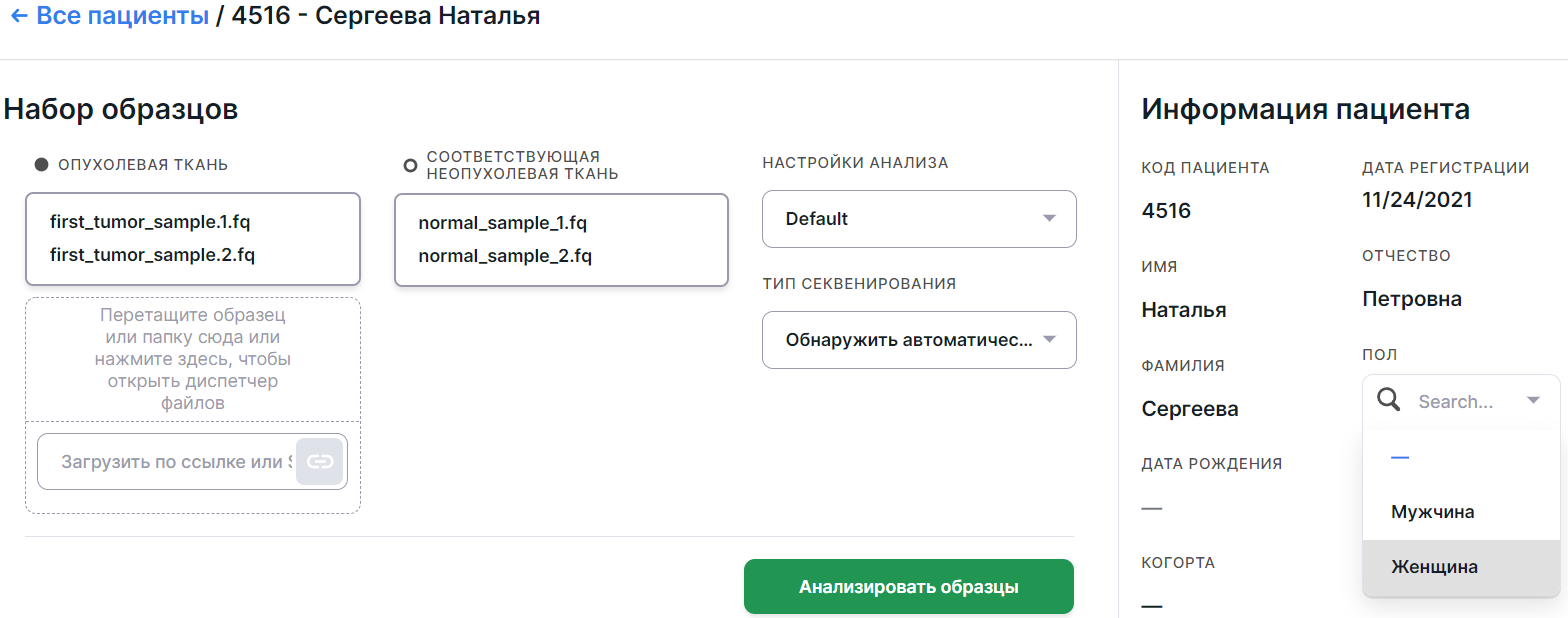 ← Все пациенты / 4516 - Сергеева Наталья
Набор образцов
ОПУХОЛЕВАЯ ТКАНЬ
first_tumor_sample.1.fq
first_tumor_sample.2.fq
Перетащите образец
или папку сюда или
нажмите здесь, чтобы
открыть диспетчер
файлов
Загрузить по ссылке или
СООТВЕТСТВУЮЩАЯ
НЕОПУХОЛЕВАЯ ТКАНЬ
normal_sample_1.fq
normal_sample_2.fq
НАСТРОЙКИ АНАЛИЗА
Default
ТИП СЕКВЕНИРОВАНИЯ
Обнаружить автоматичес...
Анализировать образцы
Информация пациента
КОД ПАЦИЕНТА
4516
ДАТА РЕГИСТРАЦИИ
11/24/2021
ИМЯ
Наталья
ОТЧЕСТВО
Петровна
ФАМИЛИЯ
Сергеева
ПОЛ
Search...
—
Мужчина
Женщина
ДАТА РОЖДЕНИЯ
—
КОГОРТА
—